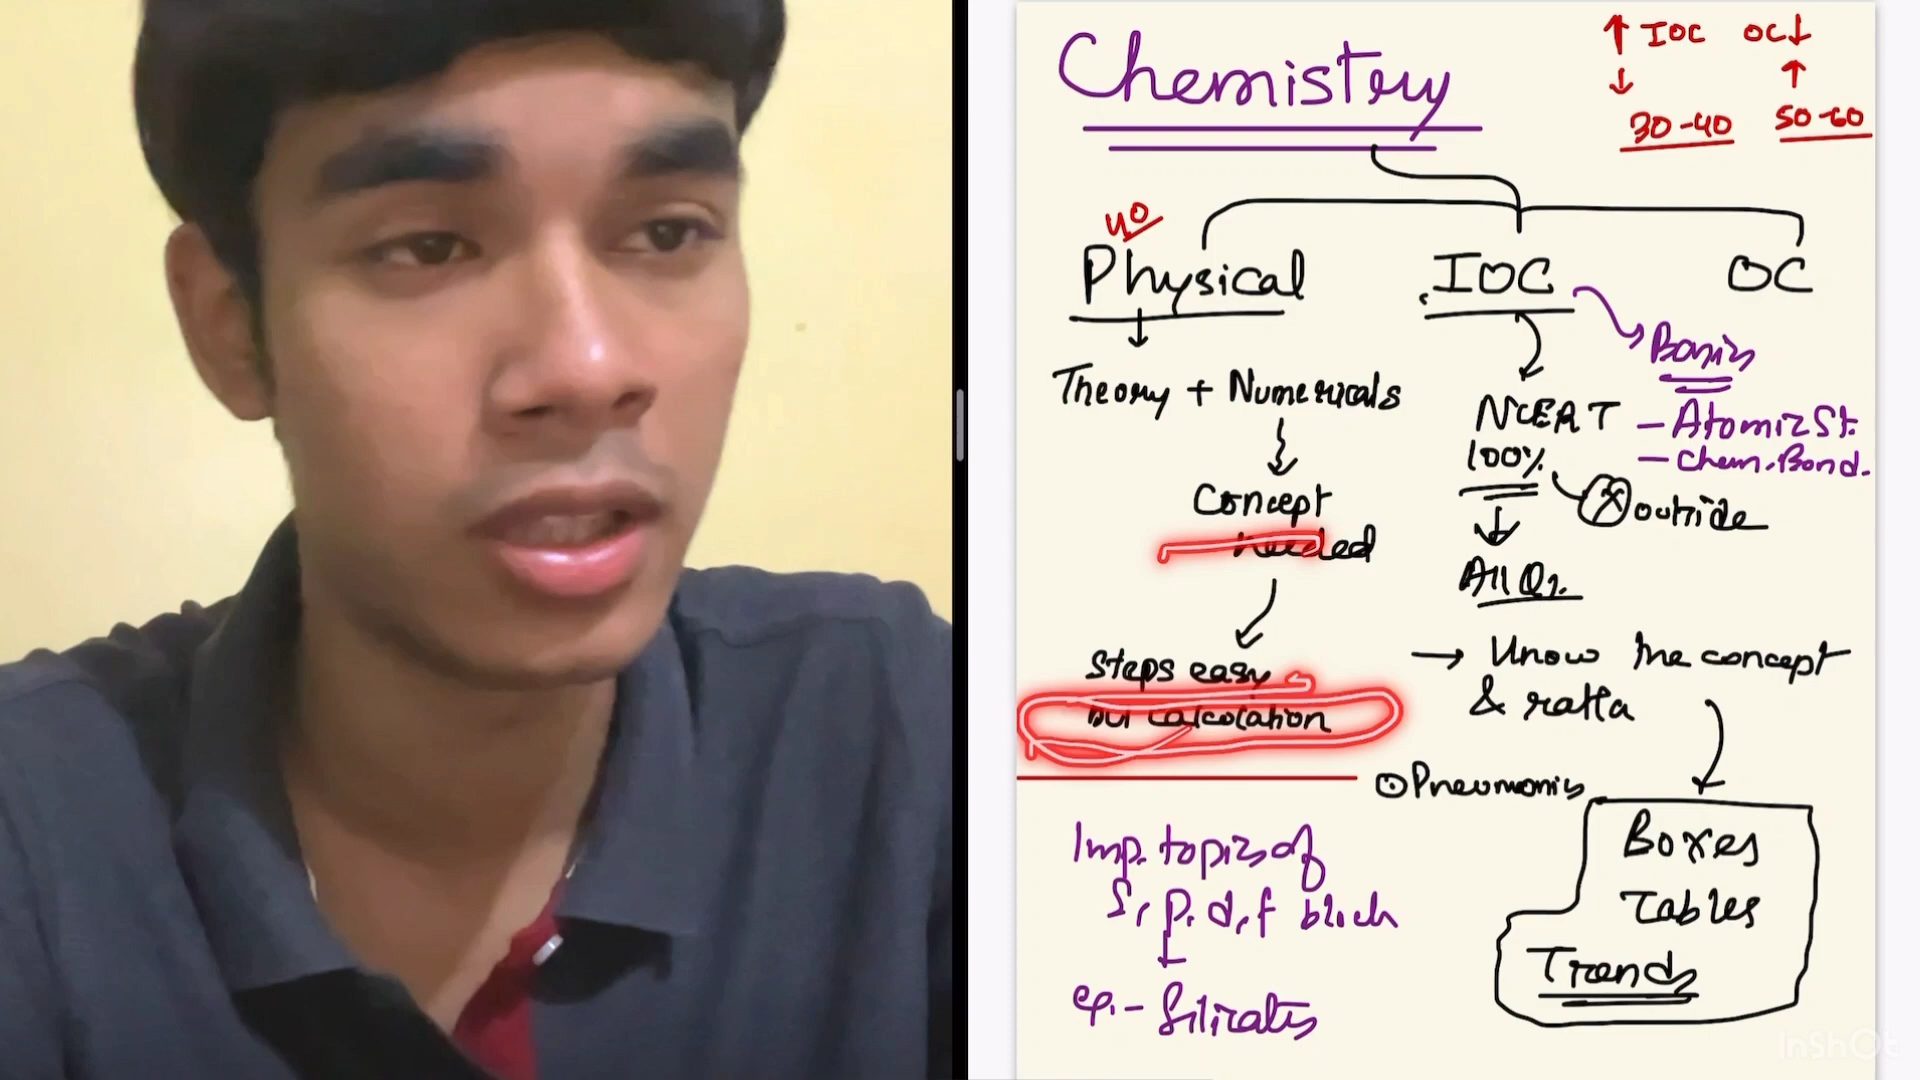 Chemistry
↑ IOC OC↓
↓ ↑
30-40 50-60
40
Physical
IOC
OC
Theory + Numericals
Concept
needed
Steps easy
but calculation
Basics
- Atomic St.
- Chem. Bond.
NCERT
100%
X outside
All Qs.
→ Know the concept
& ratta
Pneumonics
Boxes
Tables
Trends
Imp. topics of
S, p, d, f block
eg. - Silicates
InShOt